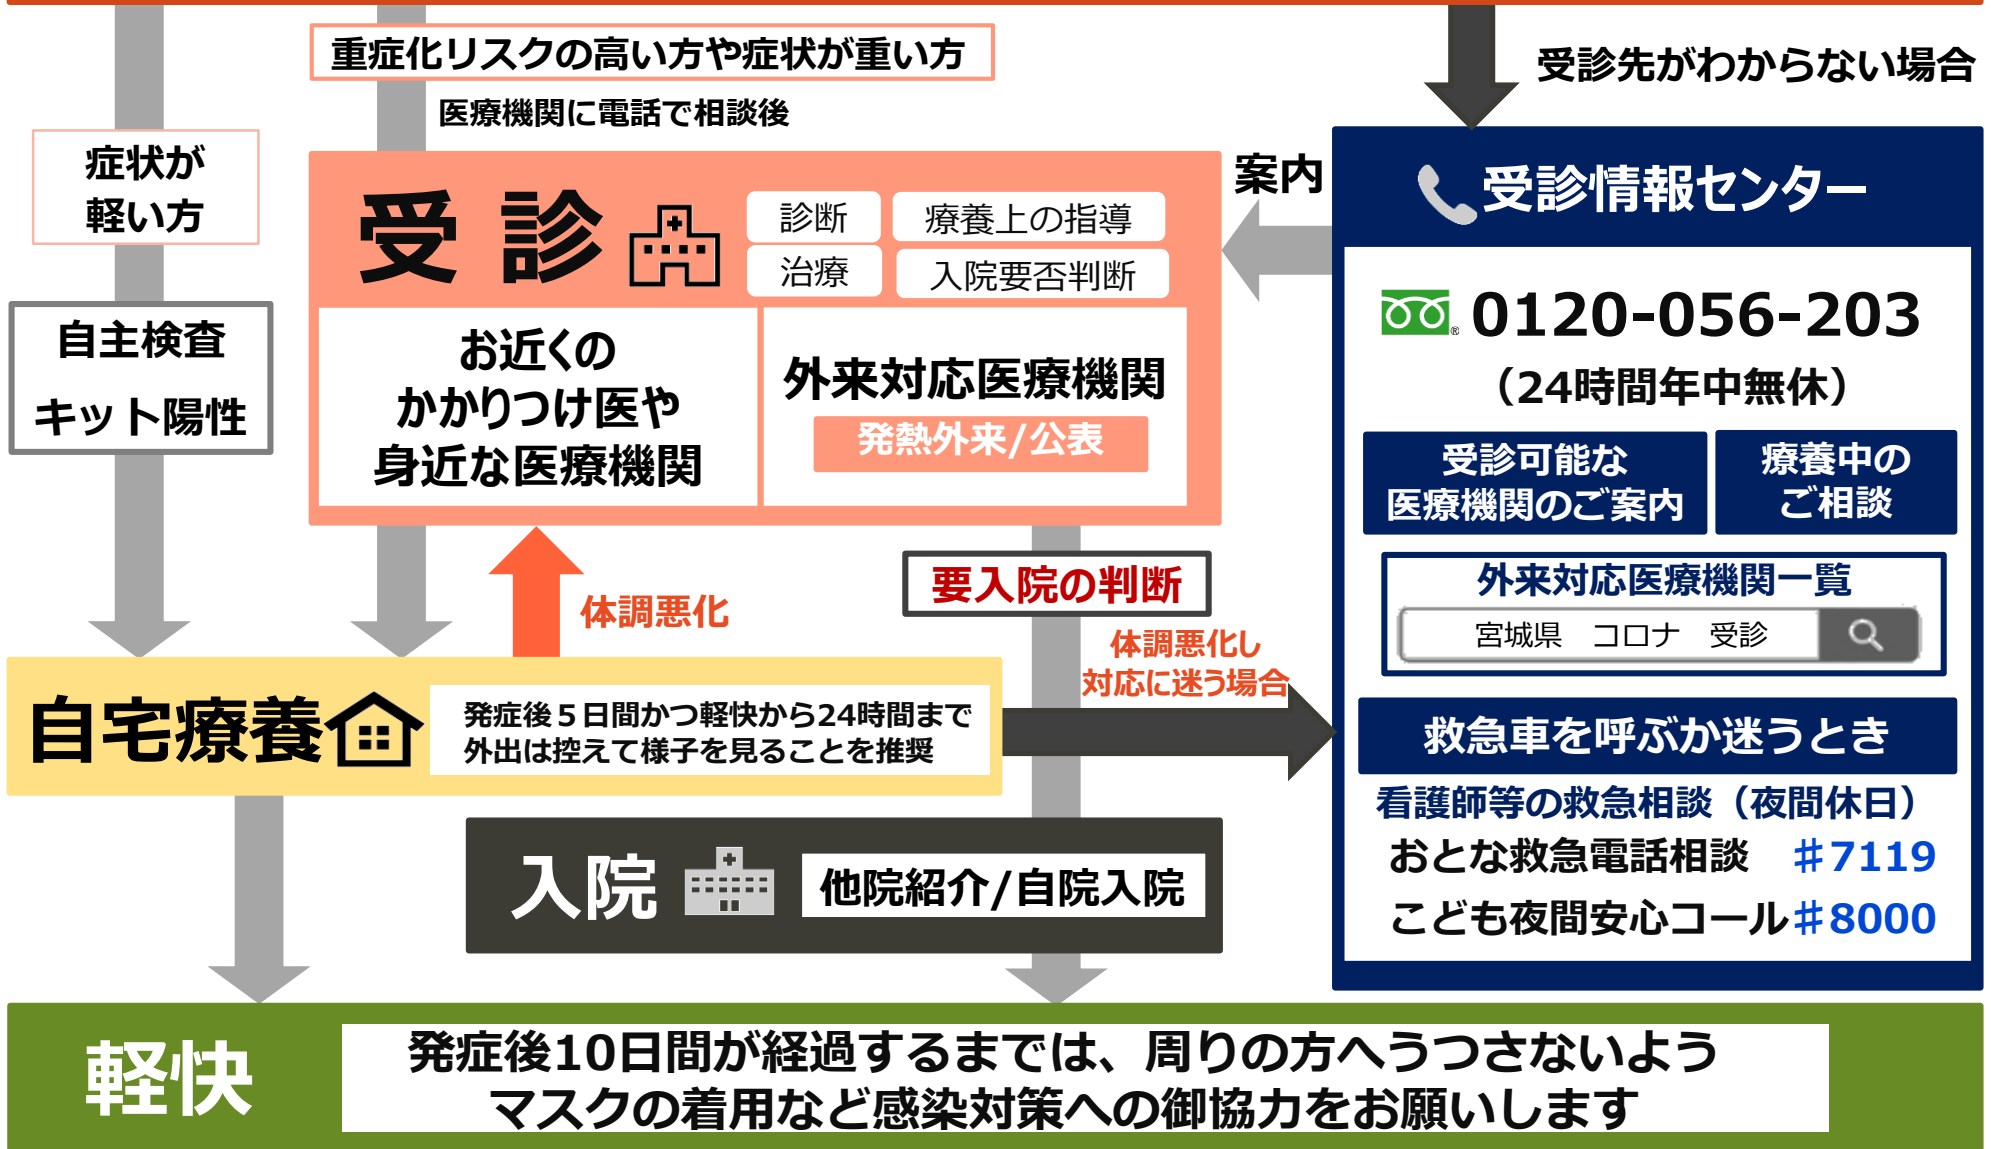 重症化リスクの高い方や症状が重い方
医療機関に電話で相談後
受診先がわからない場合
症状が
軽い方
自主検査
キット陽性
受診
診断
療養上の指導
治療
入院要否判断
お近くの
かかりつけ医や
身近な医療機関
外来対応医療機関
発熱外来/公表
案内
受診情報センター
0120-056-203
（24時間年中無休）
受診可能な
医療機関のご案内
療養中の
ご相談
外来対応医療機関一覧
宮城県　コロナ　受診
救急車を呼ぶか迷うとき
看護師等の救急相談（夜間休日）
おとな救急電話相談　♯7119
こども夜間安心コール♯8000
体調悪化
要入院の判断
体調悪化し
対応に迷う場合
自宅療養
発症後５日間かつ軽快から24時間まで
外出は控えて様子を見ることを推奨
入院
他院紹介/自院入院
軽快
発症後10日間が経過するまでは、周りの方へうつさないよう
マスクの着用など感染対策への御協力をお願いします